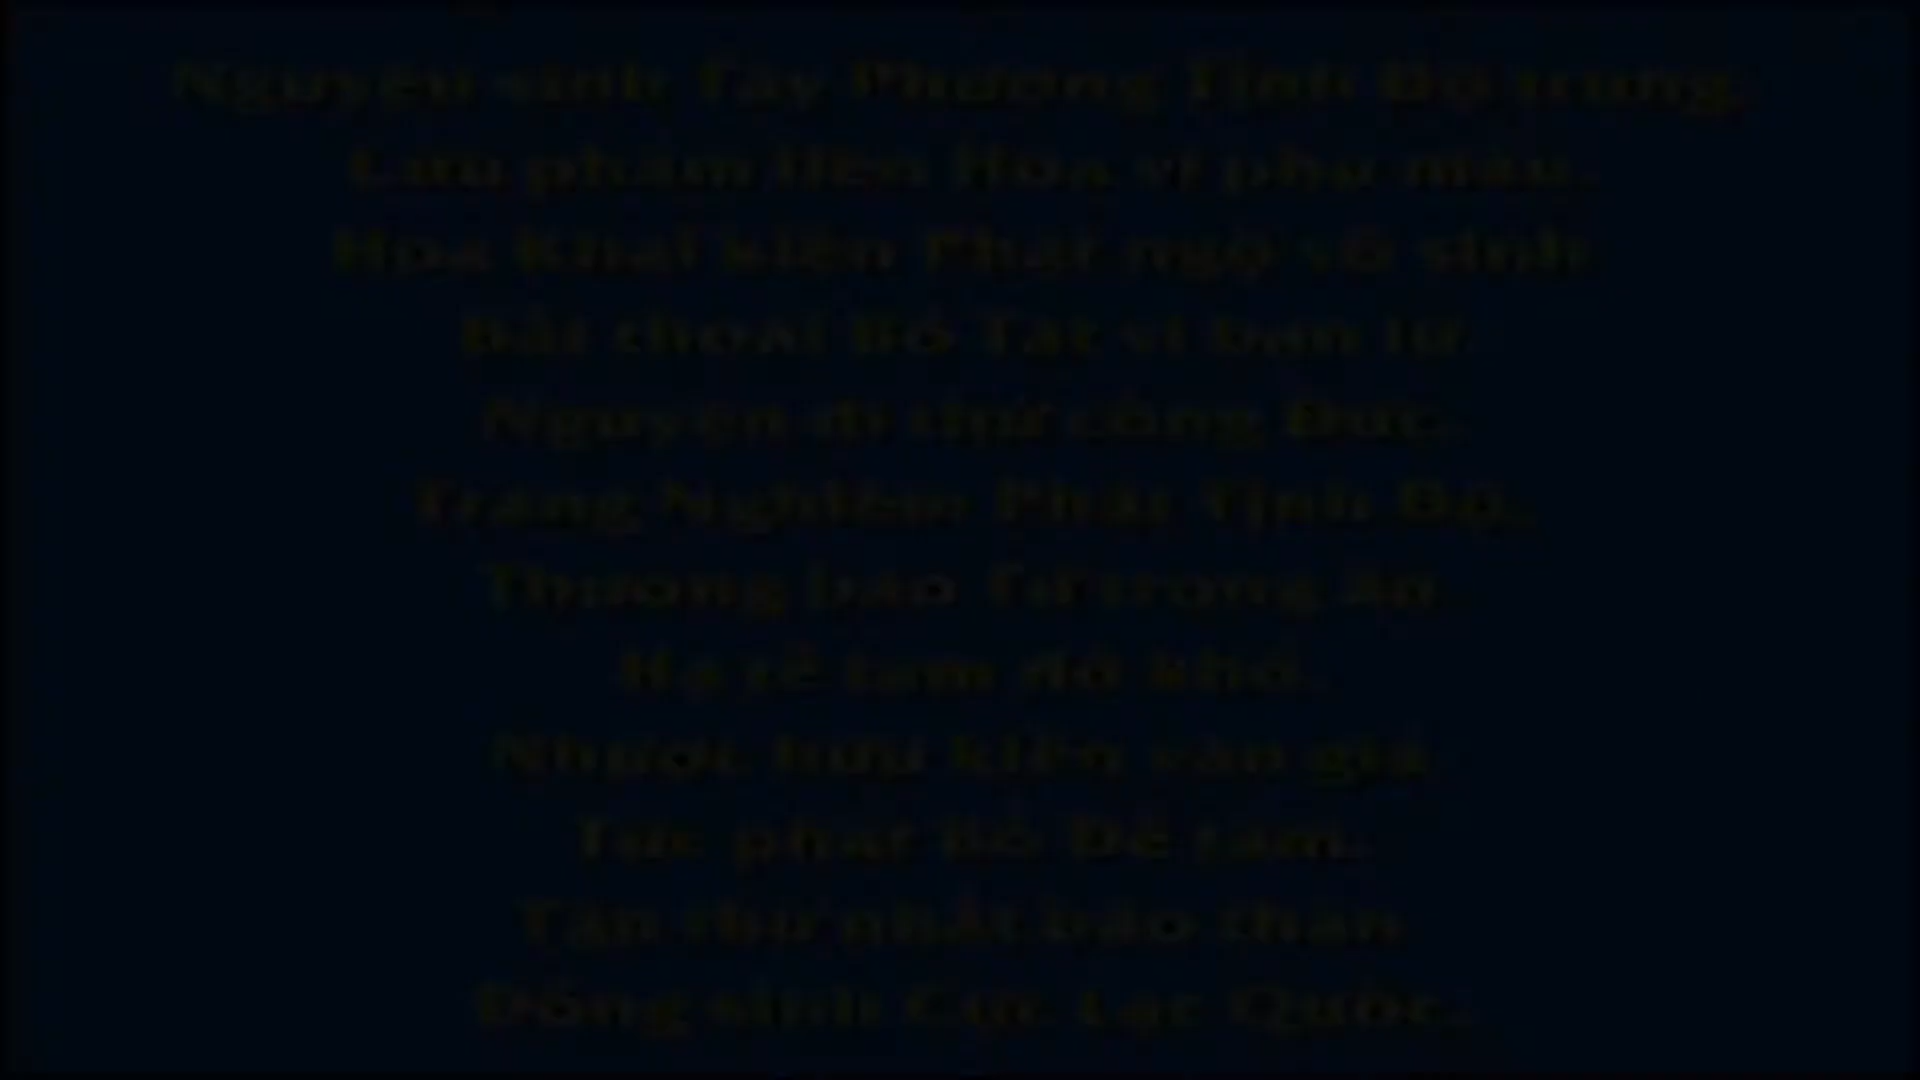 Nguyện sinh Tây Phương Tịnh Độ trung,
Cửu phẩm liên Hoa vi phụ mẫu.
Hoa Khai kiến Phật ngộ vô sinh
Bất thoái Bồ Tát vi bạn lữ
Nguyện dĩ thử công Đức.
Trang Nghiêm Phật Tịnh Độ.
Thượng báo Tứ trọng ân
Hạ tế tam đồ khổ.
Nhược hữu kiến văn giả
Tức phát Bồ Đề tâm.
Tận thử nhất báo thân
Đồng sinh Cực Lạc Quốc.